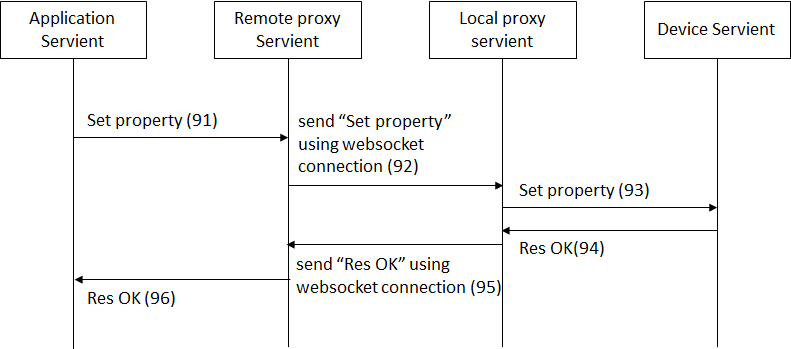 Application
Servient
Remote proxy
Servient
Local proxy
servient
Device Servient
Set property (91)
send “Set property”
using websocket
connection (92)
Set property (93)
Res OK(94)
send “Res OK” using
websocket connection (95)
Res OK (96)